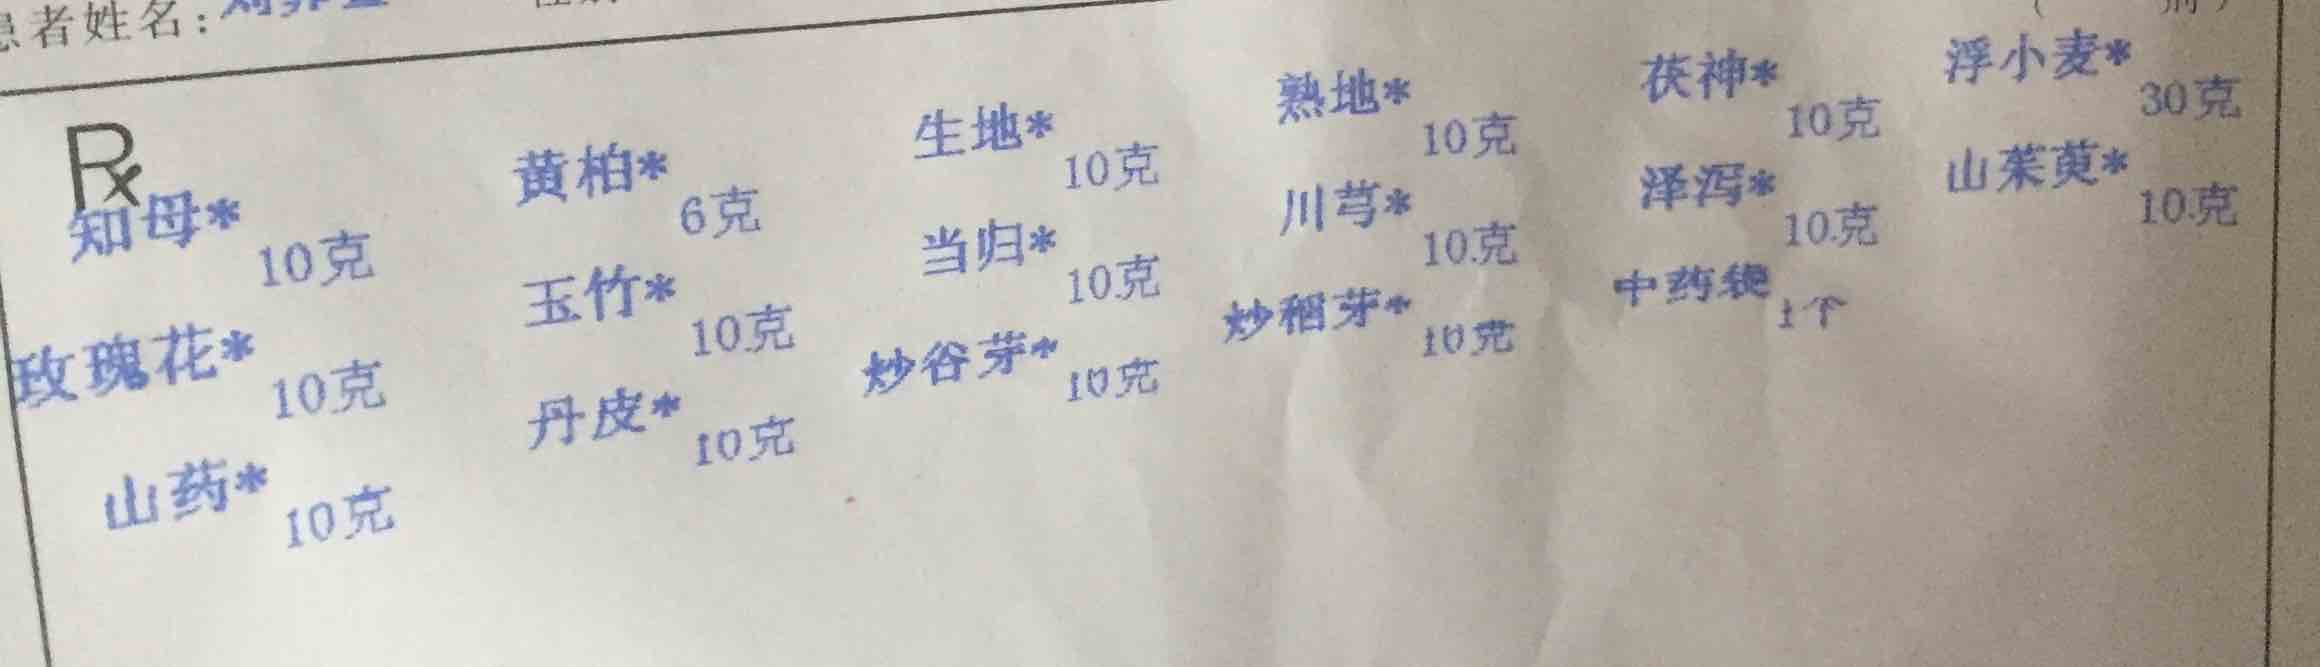 患者姓名:
Rx
知母* 10克 黄柏* 6克 生地* 10克 熟地* 10克 茯神* 10克 浮小麦* 30克
玫瑰花* 10克 玉竹* 10克 当归* 10克 川芎* 10克 泽泻* 10克 山茱萸* 10克
山药* 10克 丹皮* 10克 炒谷芽* 10克 炒稻芽* 10克 中药袋 1个